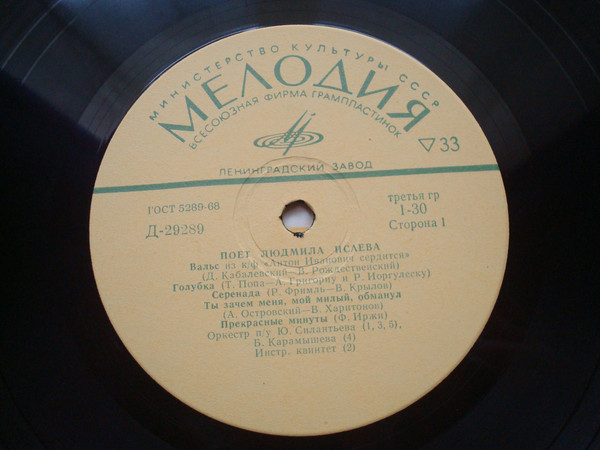 МИНИСТЕРСТВО КУЛЬТУРЫ СССР
МЕЛОДИЯ
ВСЕСОЮЗНАЯ ФИРМА ГРАМПЛАСТИНОК
▽33
ЛЕНИНГРАДСКИЙ ЗАВОД
ГОСТ 5289-68
третья гр
Д-29289
1-30
Сторона 1
ПОЕТ ЛЮДМИЛА ИСАЕВА
Вальс из к/ф «Антон Иванович сердится»
(Д. Кабалевский—В. Рождественский)
Голубка (Т. Попа—А. Григориу и Р. Иоргулеску)
Серенада (Р. Фримль—В. Крылов)
Ты зачем меня, мой милый, обманул
(А. Островский—В. Харитонов)
Прекрасные минуты (Ф. Иржи)
Оркестр п/у Ю. Силантьева (1, 3, 5),
Б. Карамышева (4)
Инстр. квинтет (2)